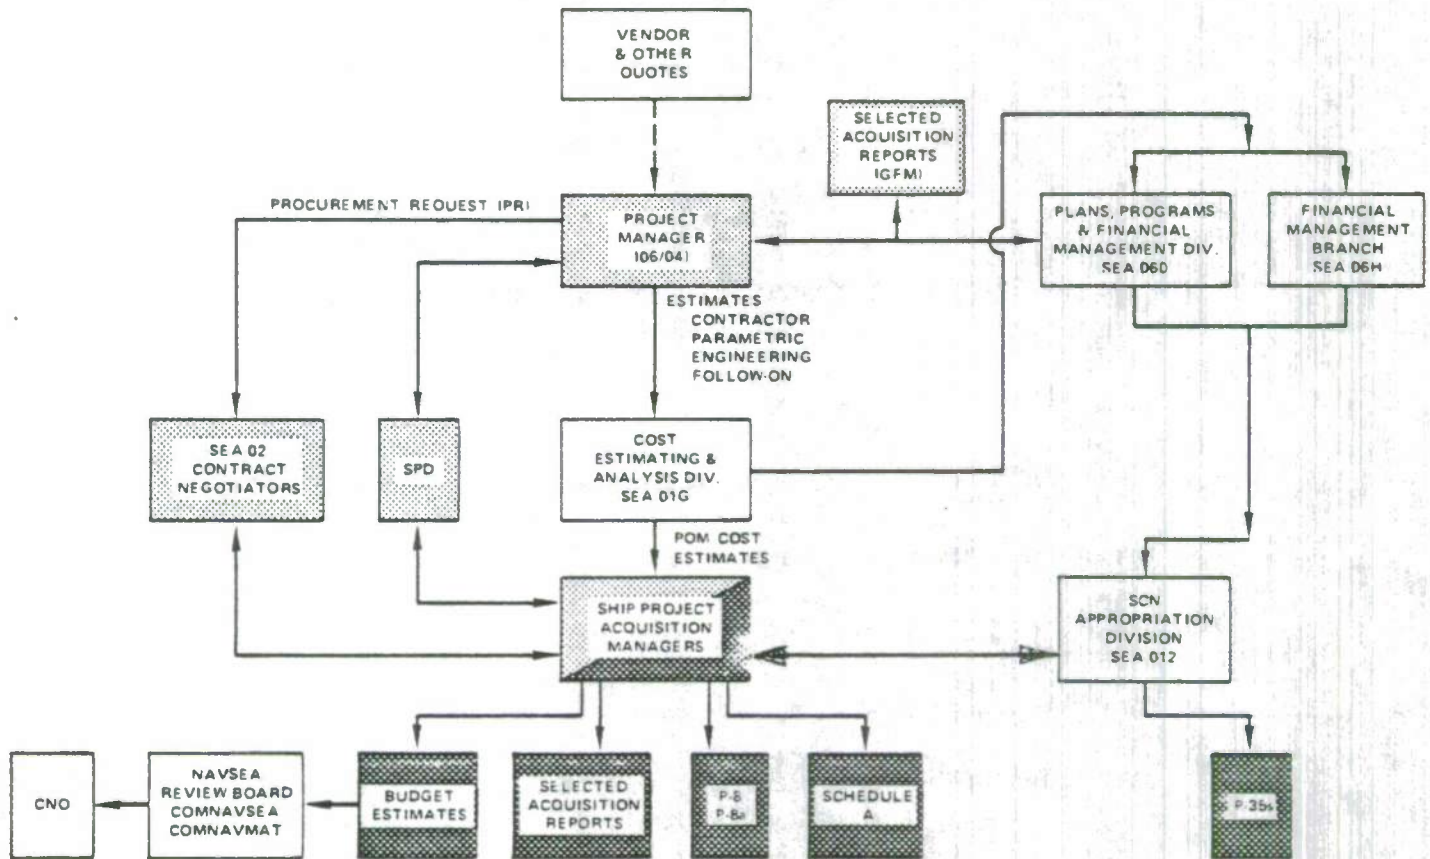 VENDOR
& OTHER
QUOTES
SELECTED
ACQUISITION
REPORTS
(GFM)
PROCUREMENT REQUEST (PR)
PROJECT
MANAGER
(06/04)
PLANS, PROGRAMS
& FINANCIAL
MANAGEMENT DIV.
SEA 06D
FINANCIAL
MANAGEMENT
BRANCH
SEA 06H
ESTIMATES
CONTRACTOR
PARAMETRIC
ENGINEERING
FOLLOW-ON
SEA 02
CONTRACT
NEGOTIATORS
SPD
COST
ESTIMATING &
ANALYSIS DIV.
SEA 01G
POM COST
ESTIMATES
SHIP PROJECT
ACQUISITION
MANAGERS
SCN
APPROPRIATION
DIVISION
SEA 012
CNO
NAVSEA
REVIEW BOARD
COMNAVSEA
COMNAVMAT
BUDGET
ESTIMATES
SELECTED
ACQUISITION
REPORTS
P-8
P-8a
SCHEDULE
A
P-35s